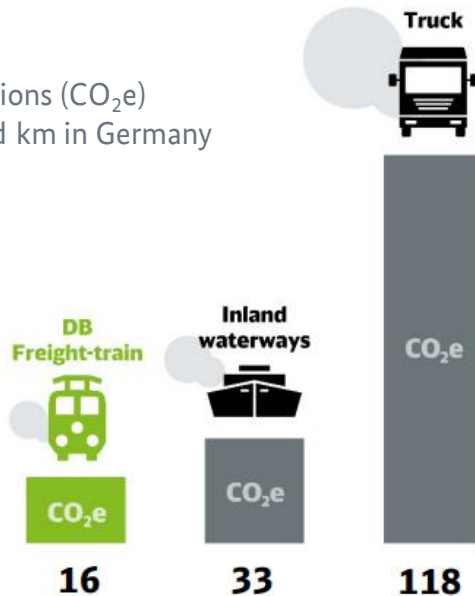 ions (CO₂e)
d km in Germany
Truck
CO₂e
118
Inland
waterways
CO₂e
33
DB
Freight-train
CO₂e
16